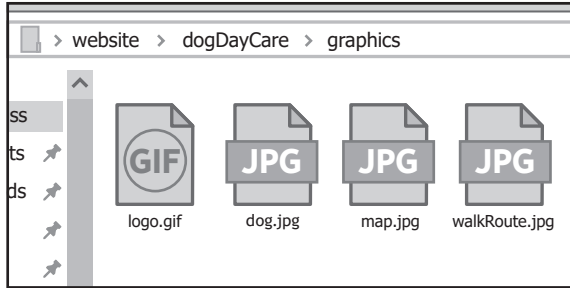 > website > dogDayCare > graphics
ss
ts
ds
GIF JPG JPG JPG
logo.gif dog.jpg map.jpg walkRoute.jpg